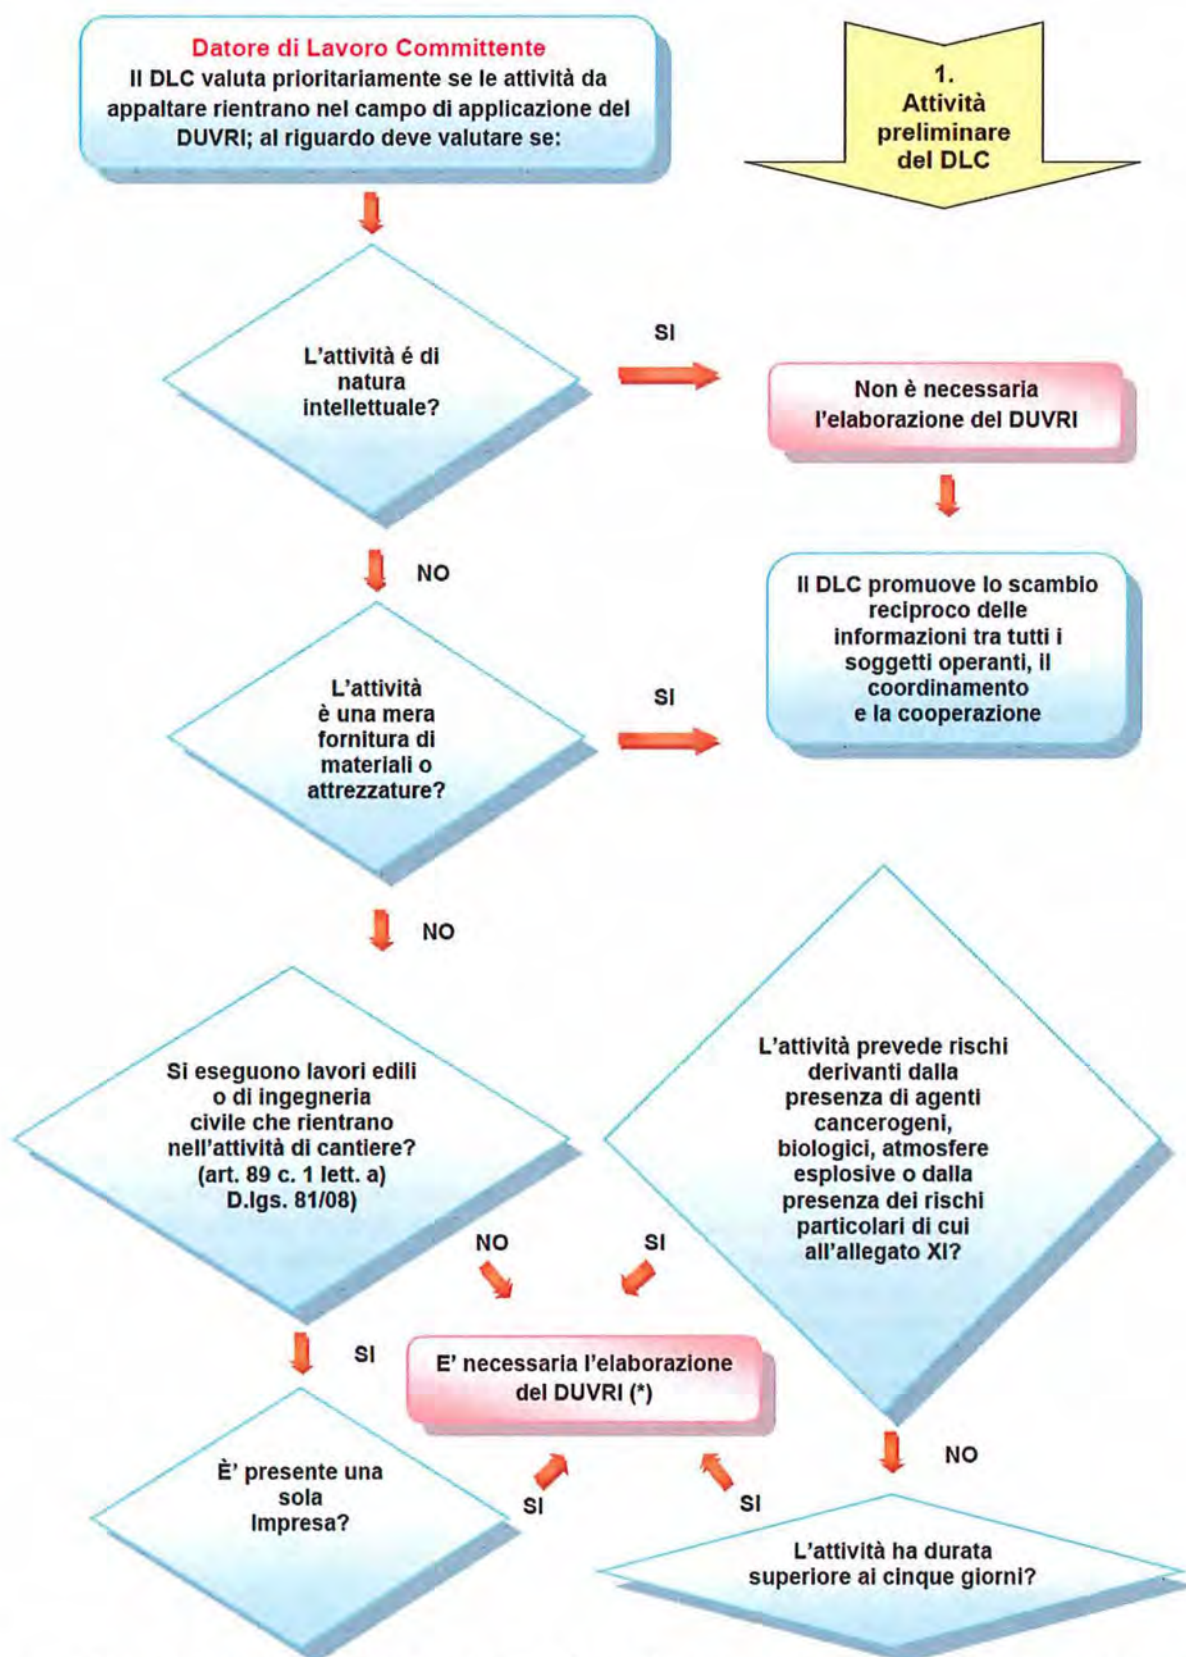 Datore di Lavoro Committente
Il DLC valuta prioritariamente se le attività da
appaltare rientrano nel campo di applicazione del
DUVRI; al riguardo deve valutare se:
1.
Attività
preliminare
del DLC
L'attività é di
natura
intellettuale?
SI
Non è necessaria
l'elaborazione del DUVRI
NO
Il DLC promuove lo scambio
reciproco delle
informazioni tra tutti i
soggetti operanti, il
coordinamento
e la cooperazione
L'attività
è una mera
fornitura di
materiali o
attrezzature?
SI
NO
Si eseguono lavori edili
o di ingegneria
civile che rientrano
nell'attività di cantiere?
(art. 89 c. 1 lett. a)
D.lgs. 81/08)
L'attività prevede rischi
derivanti dalla
presenza di agenti
cancerogeni,
biologici, atmosfere
esplosive o dalla
presenza dei rischi
particolari di cui
all'allegato XI?
NO
SI
SI
E' necessaria l'elaborazione
del DUVRI (*)
NO
È' presente una
sola
Impresa?
SI
SI
L'attività ha durata
superiore ai cinque giorni?